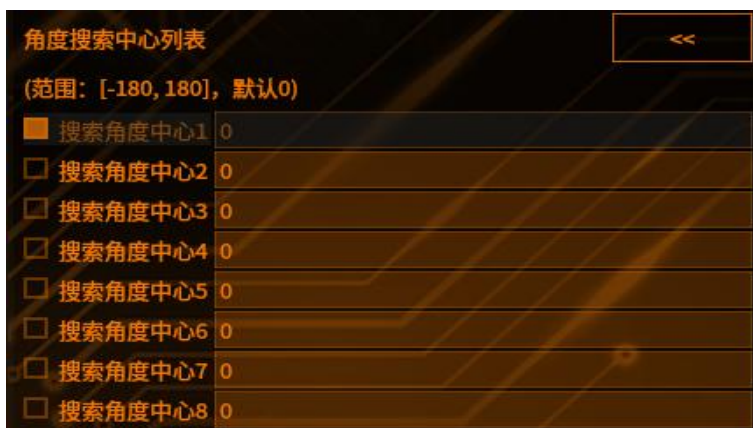 角度搜索中心列表 <<
(范围：[-180, 180]，默认0)
搜索角度中心1 0
搜索角度中心2 0
搜索角度中心3 0
搜索角度中心4 0
搜索角度中心5 0
搜索角度中心6 0
搜索角度中心7 0
搜索角度中心8 0